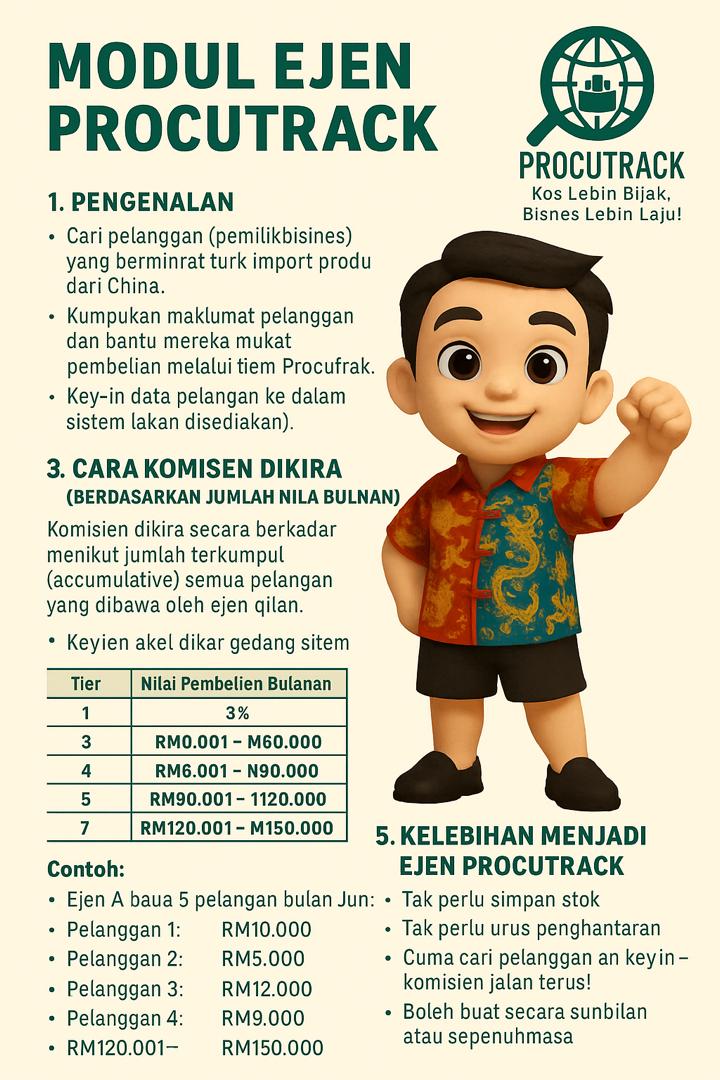 MODUL EJEN
PROCUTRACK
PROCUTRACK
Kos Lebin Bijak,
Bisnes Lebin Laju!
1. PENGENALAN
• Cari pelanggan (pemilikbisines)
yang berminrat turk import produ
dari China.
• Kumpukan maklumat pelanggan
dan bantu mereka mukat
pembelian melalui tiem Procufrak.
• Key-in data pelangan ke dalam
sistem lakan disediakan).
3. CARA KOMISEN DIKIRA
(BERDASARKAN JUMLAH NILA BULNAN)
Komisien dikira secara berkadar
menikut jumlah terkumpul
(accumulative) semua pelangan
yang dibawa oleh ejen qilan.
• Keyien akel dikar gedang sitem
Tier Nilai Pembelien Bulanan
1 3%
3 RM0.001 – M60.000
4 RM6.001 – N90.000
5 RM90.001 – 1120.000
7 RM120.001 – M150.000
Contoh:
• Ejen A baua 5 pelangan bulan Jun:
• Pelanggan 1: RM10.000
• Pelanggan 2: RM5.000
• Pelanggan 3: RM12.000
• Pelanggan 4: RM9.000
• RM120.001– RM150.000
5. KELEBIHAN MENJADI
EJEN PROCUTRACK
• Tak perlu simpan stok
• Tak perlu urus penghantaran
• Cuma cari pelanggan an key in –
komisien jalan terus!
• Boleh buat secara sunbilan
atau sepenuhmasa